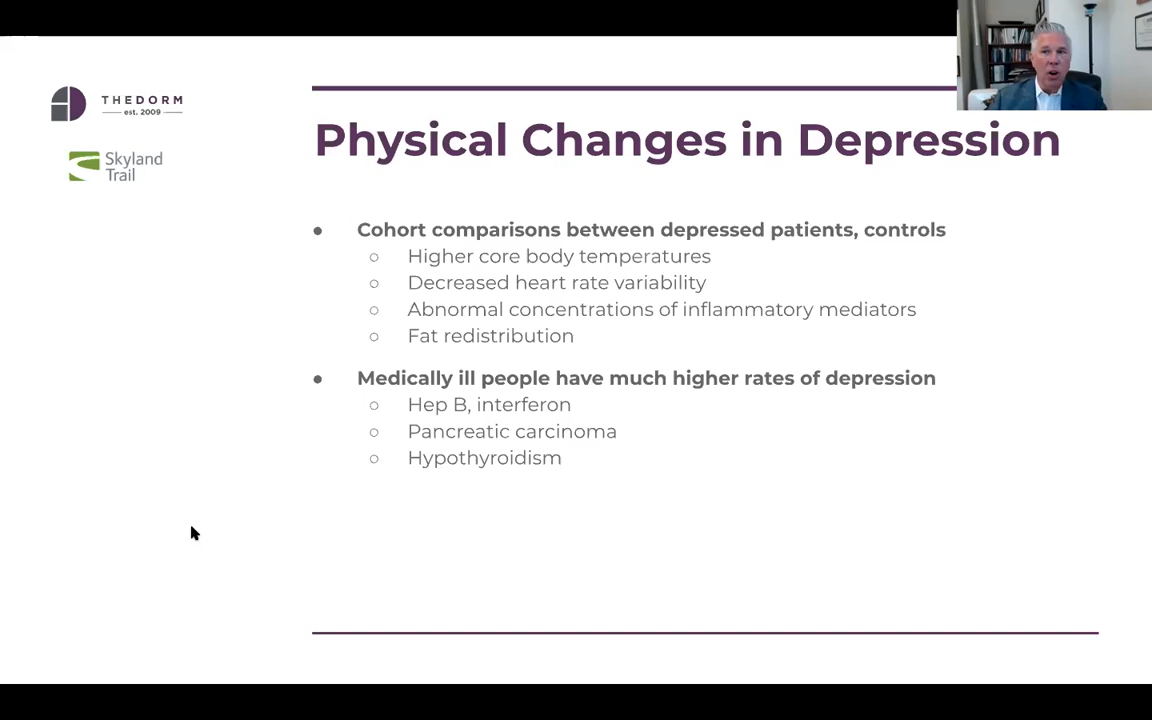 THEDORM
est. 2009
Skyland
Trail
Physical Changes in Depression
● Cohort comparisons between depressed patients, controls
○ Higher core body temperatures
○ Decreased heart rate variability
○ Abnormal concentrations of inflammatory mediators
○ Fat redistribution
● Medically ill people have much higher rates of depression
○ Hep B, interferon
○ Pancreatic carcinoma
○ Hypothyroidism